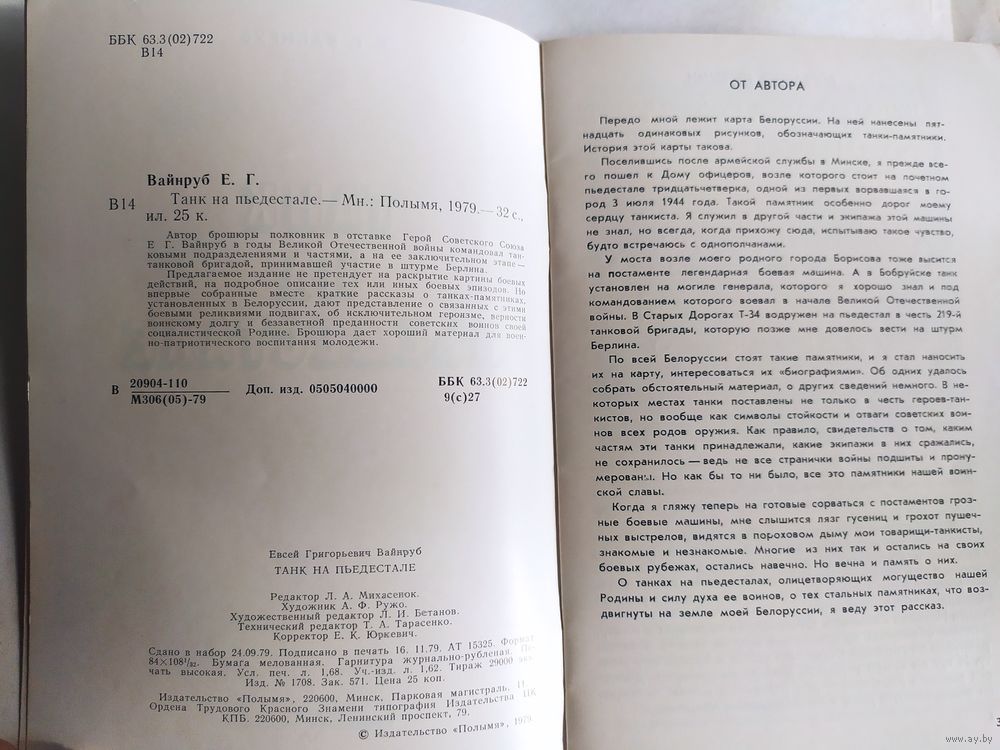 ББК 63.3(02)722
В14
Вайнруб Е. Г.
В14 Танк на пьедестале.— Мн.: Полымя, 1979.— 32 с.,
ил. 25 к.
Автор брошюры полковник в отставке Герой Советского Союза
Е. Г. Вайнруб в годы Великой Отечественной войны командовал тан-
ковыми подразделениями и частями, а на ее заключительном этапе —
танковой бригадой, принимавшей участие в штурме Берлина.
Предлагаемое издание не претендует на раскрытие картины боевых
действий, на подробное описание тех или иных боевых эпизодов. Но
впервые собранные вместе краткие рассказы о танках-памятниках,
установленных в Белоруссии, дают представление о связанных с этими
боевыми реликвиями подвигах, об исключительном героизме, верности
воинскому долгу и беззаветной преданности советских воинов своей
социалистической Родине. Брошюра дает хороший материал для воен-
но-патриотического воспитания молодежи.
В 20904-110 Доп. изд. 0505040000 ББК 63.3(02)722
М306(05)-79 9(с)27
Евсей Григорьевич Вайнруб
ТАНК НА ПЬЕДЕСТАЛЕ
Редактор Л. А. Михасевок.
Художник А. Ф. Ружо.
Художественный редактор Л. И. Бетанов.
Технический редактор Т. А. Тарасенко.
Корректор Е. К. Юркевич.
Сдано в набор 24.09.79. Подписано в печать 16. 11.79. АТ 15325. Формат
84×108¹/₃₂. Бумага мелованная. Гарнитура журнально-рубленая. Пе-
чать высокая. Усл. печ. л. 1,68. Уч.-изд. л. 1,62. Тираж 29000 экз.
Изд. № 1708. Зак. 571. Цена 25 коп.
Издательство «Полымя», 220600, Минск, Парковая магистраль, 11.
Ордена Трудового Красного Знамени типография Издательства ЦК
КПБ. 220600, Минск, Ленинский проспект, 79.
© Издательство «Полымя», 1979.
ОТ АВТОРА
Передо мной лежит карта Белоруссии. На ней нанесены пят-
надцать одинаковых рисунков, обозначающих танки-памятники.
История этой карты такова.
Поселившись после армейской службы в Минске, я прежде все-
го пошел к Дому офицеров, возле которого стоит на почетном
пьедестале тридцатьчетверка, одной из первых ворвавшаяся в го-
род 3 июля 1944 года. Такой памятник особенно дорог моему
сердцу танкиста. Я служил в другой части и экипажа этой машины
не знал, но всегда, когда прихожу сюда, испытываю такое чувство,
будто встречаюсь с однополчанами.
У моста возле моего родного города Борисова тоже высится
на постаменте легендарная боевая машина. А в Бобруйске танк
установлен на могиле генерала, которого я хорошо знал и под
командованием которого воевал в начале Великой Отечественной
войны. В Старых Дорогах Т-34 водружен на пьедестал в честь 219-й
танковой бригады, которую позже мне довелось вести на штурм
Берлина.
По всей Белоруссии стоят такие памятники, и я стал наносить
их на карту, интересоваться их «биографиями». Об одних удалось
собрать обстоятельный материал, о других сведений немного. В не-
которых местах танки поставлены не только в честь героев-тан-
кистов, но вообще как символы стойкости и отваги советских вои-
нов всех родов оружия. Как правило, свидетельств о том, каким
частям эти танки принадлежали, какие экипажи в них сражались,
не сохранилось — ведь не все странички войны подшиты и прону-
мерованы. Но как бы то ни было, все это памятники нашей воин-
ской славы.
Когда я гляжу теперь на готовые сорваться с постаментов гроз-
ные боевые машины, мне слышится лязг гусениц и грохот пушеч-
ных выстрелов, видятся в пороховом дыму мои товарищи-танкисты,
знакомые и незнакомые. Многие из них так и остались на своих
боевых рубежах, остались навечно. Но вечна и память о них.
О танках на пьедесталах, олицетворяющих могущество нашей
Родины и силу духа ее воинов, о тех стальных памятниках, что воз-
двигнуты на земле моей Белоруссии, я веду этот рассказ.
3
www.ay.by